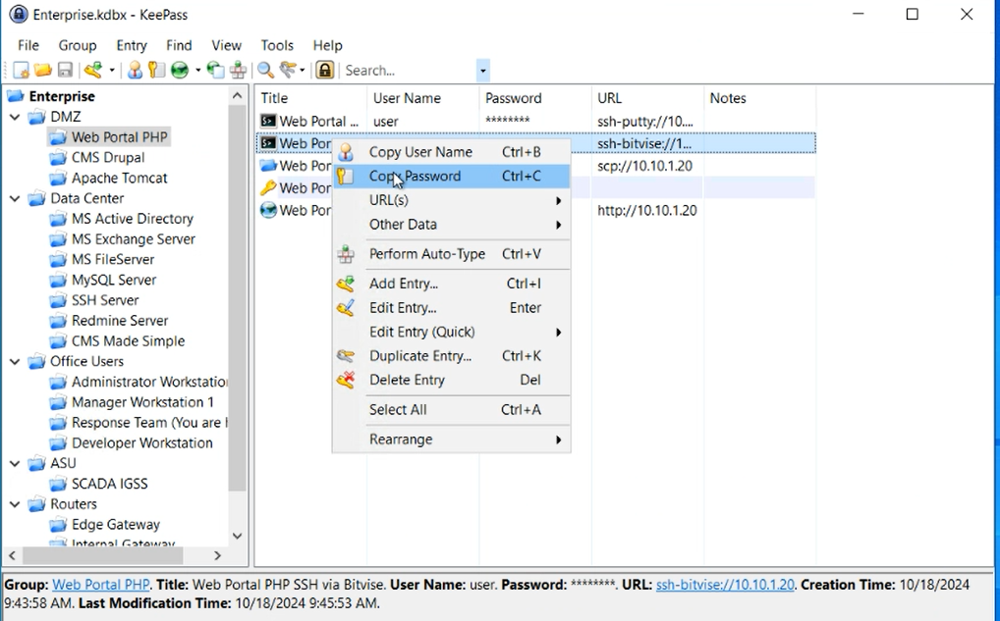 Enterprise.kdbx - KeePass
File Group Entry Find View Tools Help
Search...
Enterprise
DMZ
Web Portal PHP
CMS Drupal
Apache Tomcat
Data Center
MS Active Directory
MS Exchange Server
MS FileServer
MySQL Server
SSH Server
Redmine Server
CMS Made Simple
Office Users
Administrator Workstation
Manager Workstation 1
Response Team (You are h
Developer Workstation
ASU
SCADA IGSS
Routers
Edge Gateway
Internal Gateway
Title User Name Password URL Notes
Web Portal ... user ******** ssh-putty://10....
Web Por ssh-bitvise://1...
Web Por scp://10.10.1.20
Web Por
Web Por http://10.10.1.20
Copy User Name Ctrl+B
Copy Password Ctrl+C
URL(s)
Other Data
Perform Auto-Type Ctrl+V
Add Entry... Ctrl+I
Edit Entry... Enter
Edit Entry (Quick)
Duplicate Entry... Ctrl+K
Delete Entry Del
Select All Ctrl+A
Rearrange
Group: Web Portal PHP. Title: Web Portal PHP SSH via Bitvise. User Name: user. Password: ********. URL: ssh-bitvise://10.10.1.20. Creation Time: 10/18/2024
9:43:58 AM. Last Modification Time: 10/18/2024 9:45:53 AM.